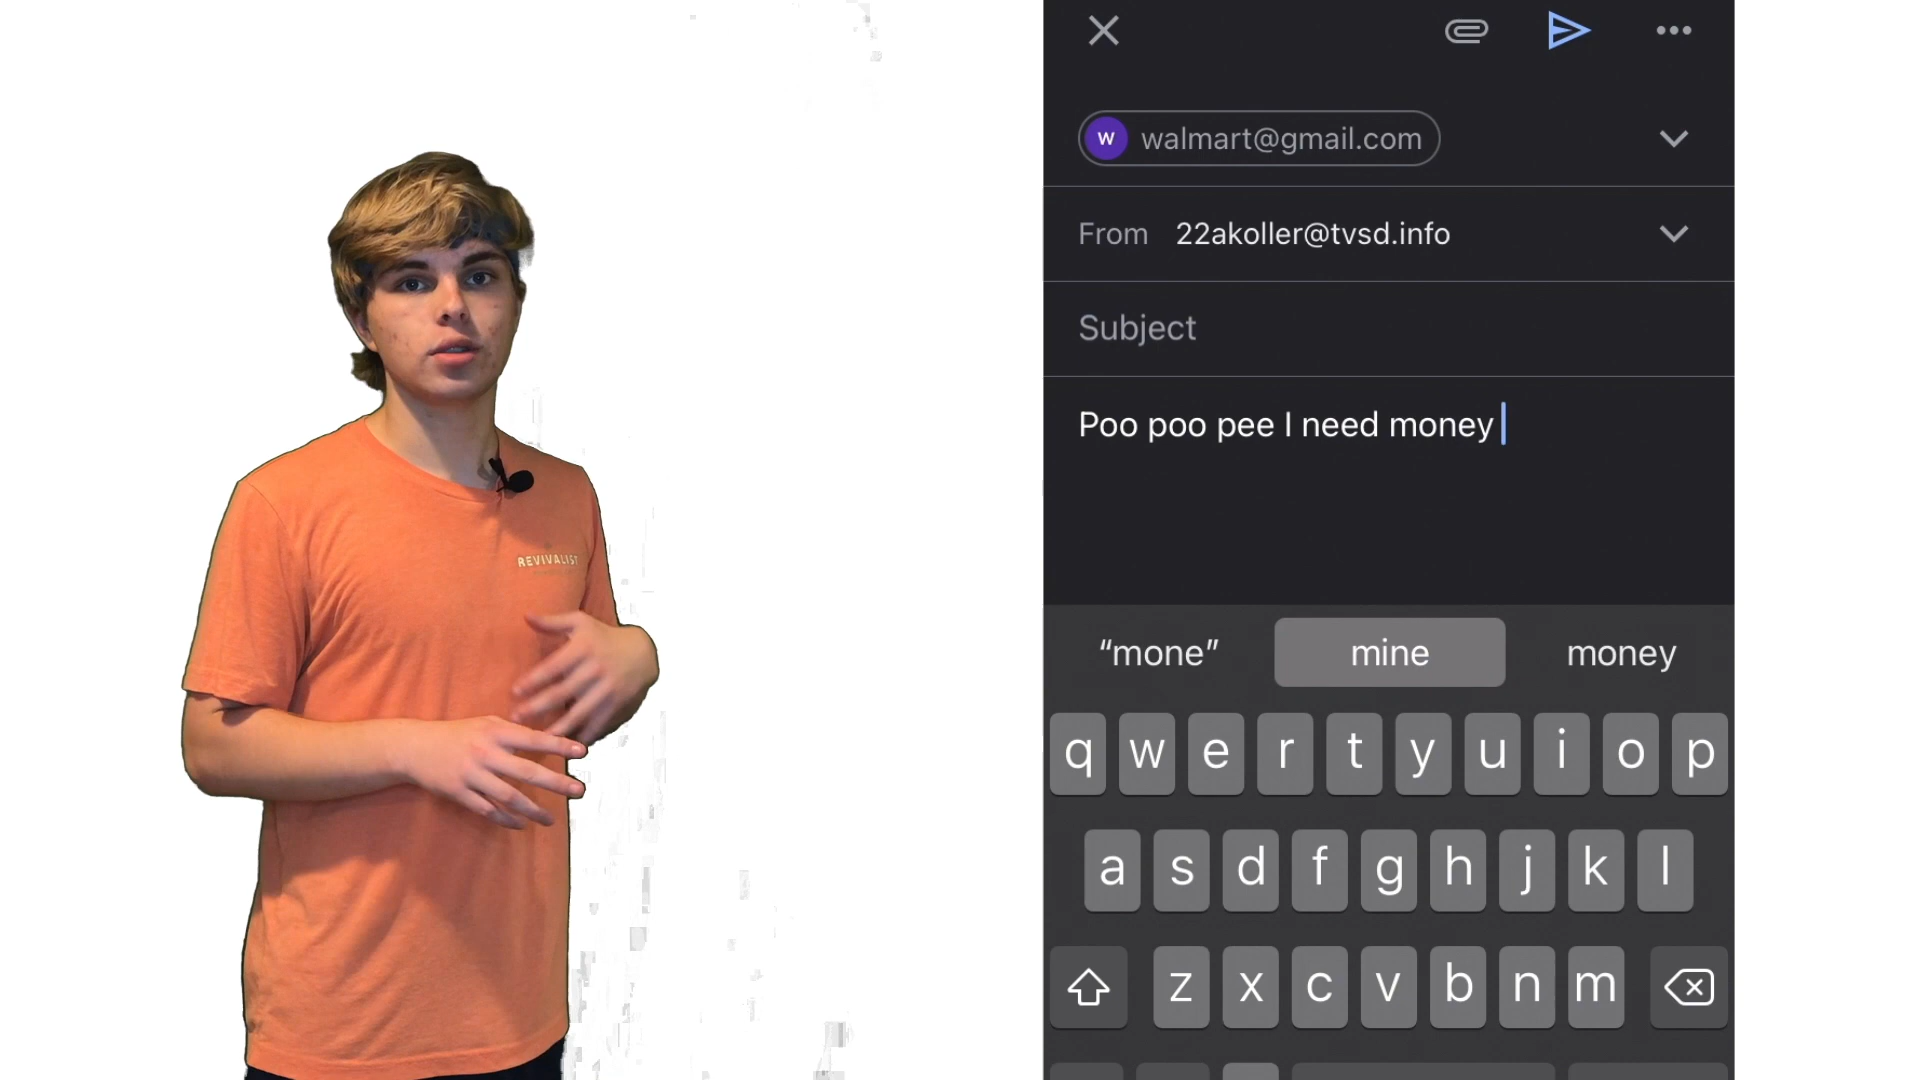 REVIVALIST
W walmart@gmail.com
From 22akoller@tvsd.info
Subject
Poo poo pee I need money
“mone” mine money
q w e r t y u i o p
a s d f g h j k l
z x c v b n m